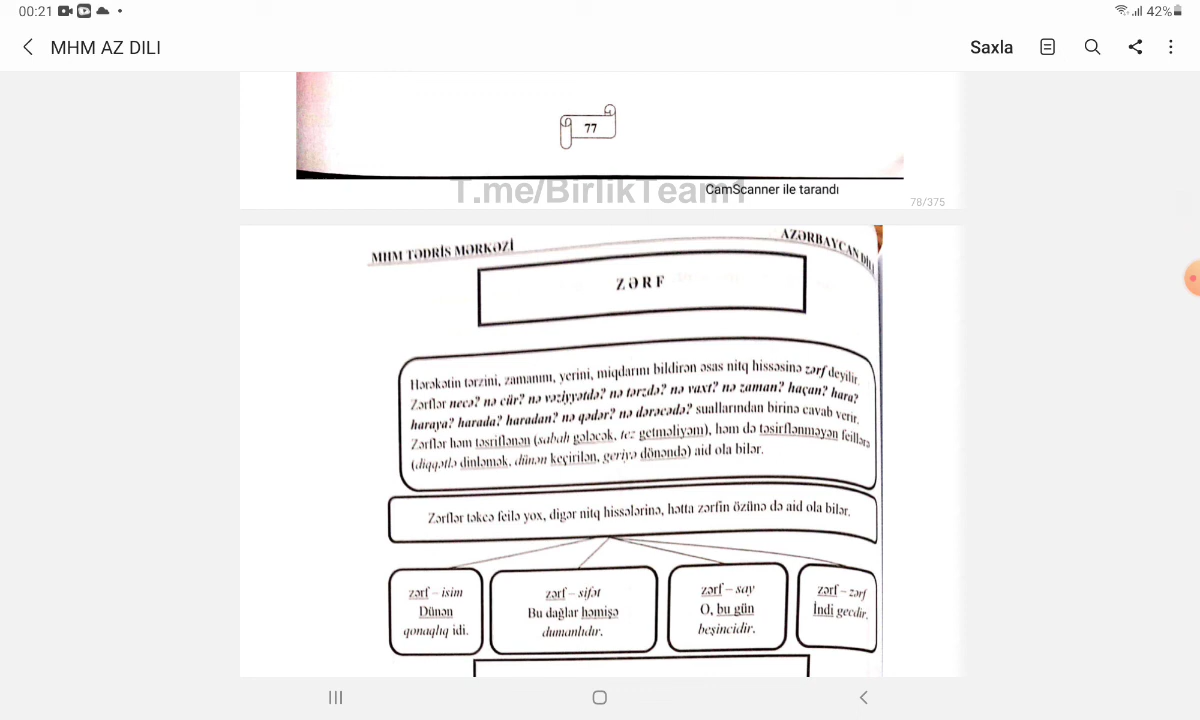 00:21
42%
MHM AZ DILI
Saxla
77
T.me/BirlikTeam1
CamScanner ile tarandı
78/375
MHM TƏDRİS MƏRKƏZİ
AZƏRBAYCAN DİLİ
ZƏRF
Hərəkətin tərzini, zamanını, yerini, miqdarını bildirən əsas nitq hissəsinə zərf deyilir.
Zərflər necə? nə cür? nə vəziyyətdə? nə tərzdə? nə vaxt? nə zaman? haçan? hara?
haraya? harada? haradan? nə qədər? nə dərəcədə? suallarından birinə cavab verir.
Zərflər həm təsriflənən (sabah gələcək, tez getməliyəm), həm də təsirflənməyən feillərə
(diqqətlə dinləmək, dünən keçirilən, geriyə dönəndə) aid ola bilər.
Zərflər təkcə feilə yox, digər nitq hissələrinə, hətta zərfin özünə də aid ola bilər.
zərf – isim
Dünən
qonaqlıq idi.
zərf – sifət
Bu dağlar həmişə
dumanlıdır.
zərf – say
O, bu gün
beşincidir.
zərf – zərf
İndi gecdir.